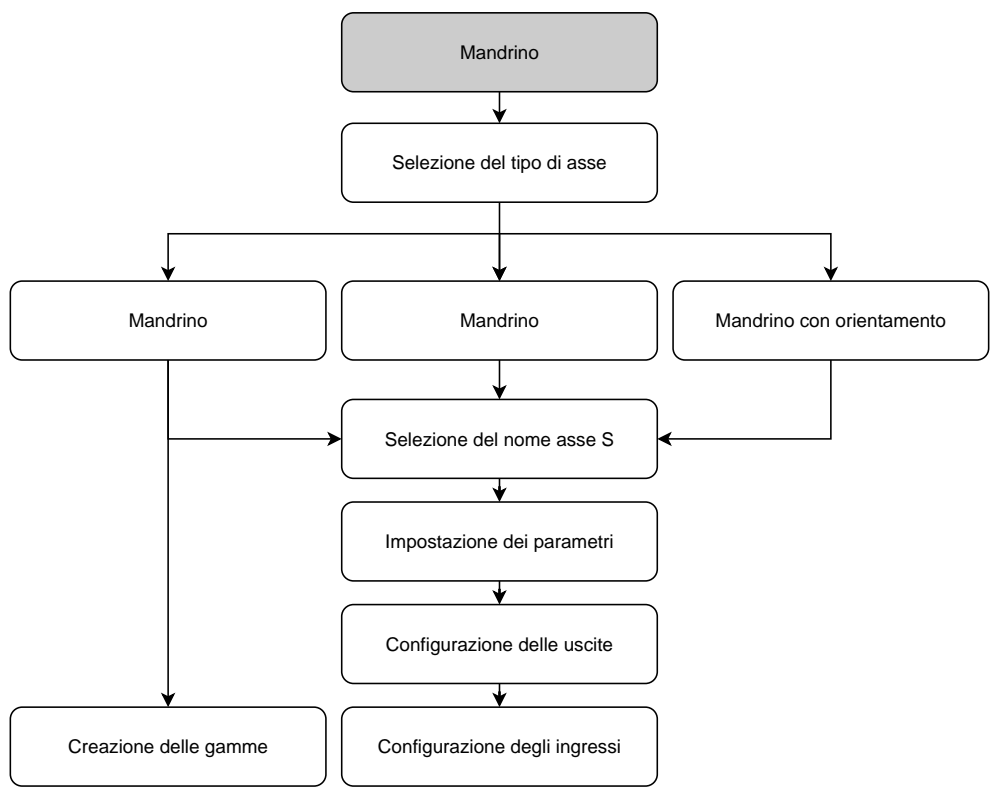 Mandrino
Selezione del tipo di asse
Mandrino
Mandrino
Mandrino con orientamento
Selezione del nome asse S
Impostazione dei parametri
Configurazione delle uscite
Creazione delle gamme
Configurazione degli ingressi